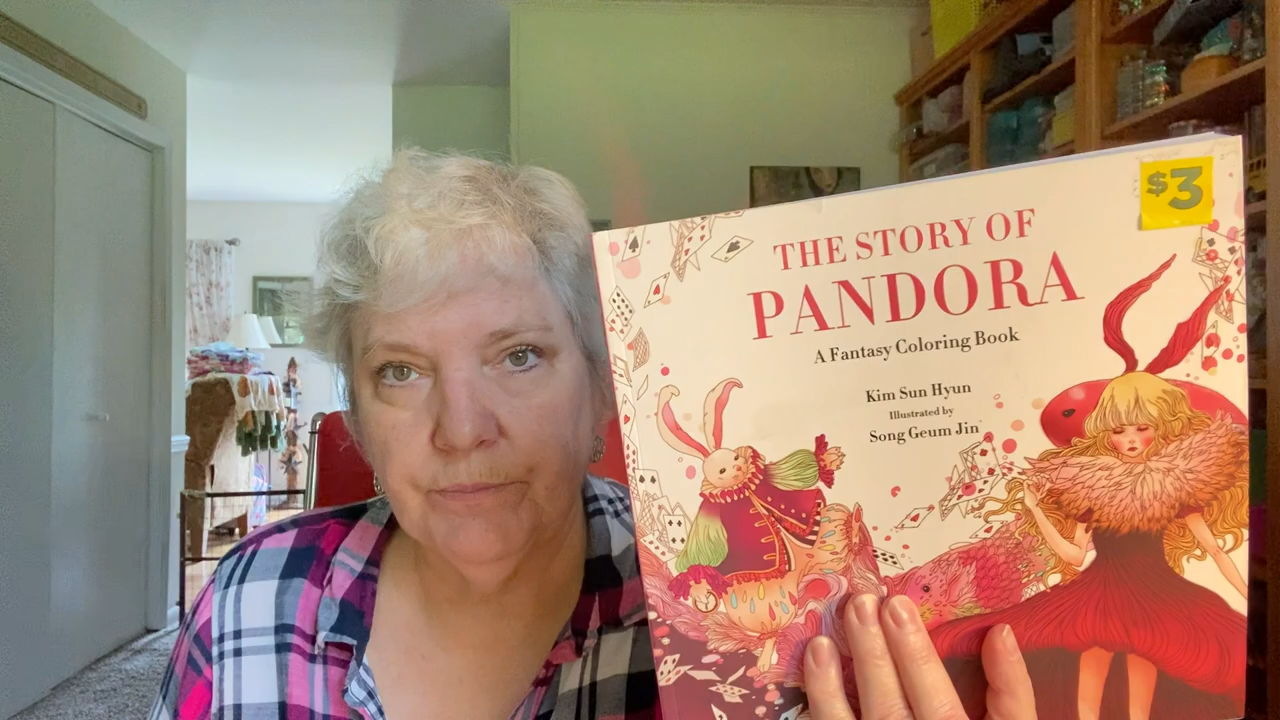 $3
THE STORY OF
PANDORA
A Fantasy Coloring Book
Kim Sun Hyun
Illustrated by
Song Geum Jin